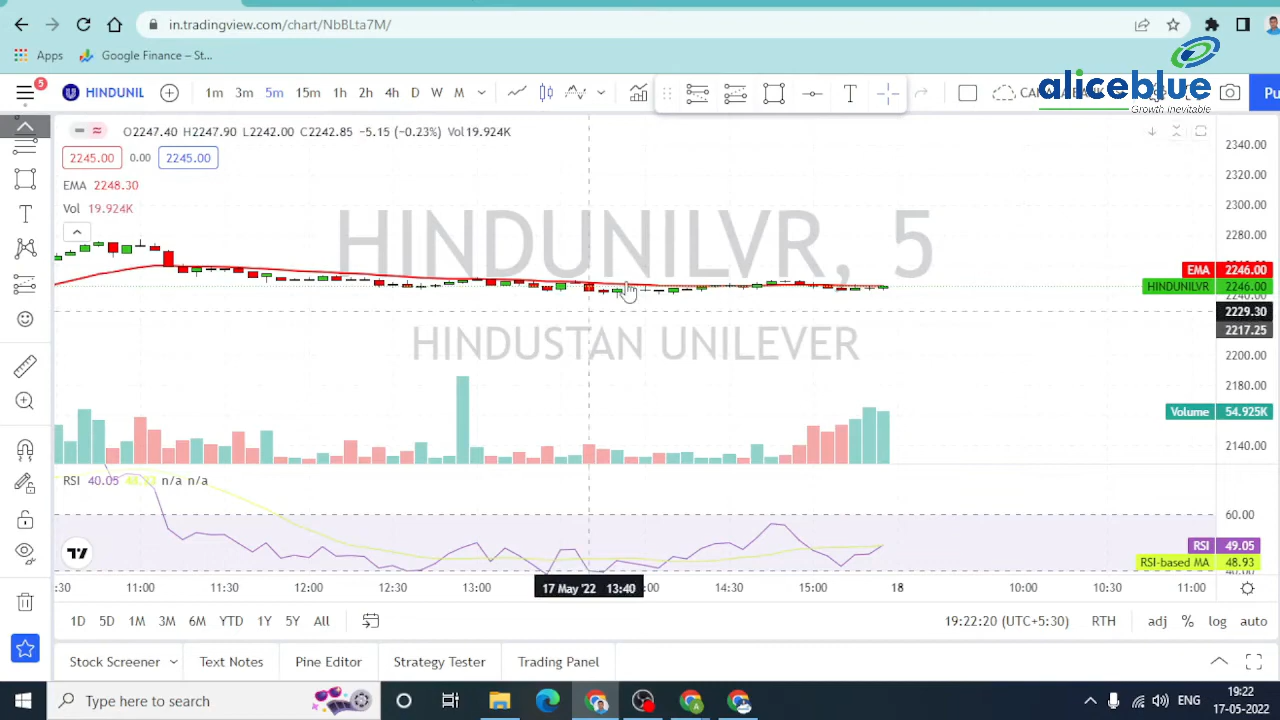 in.tradingview.com/chart/NbBLta7M/
Apps
Google Finance – St...
5
HINDUNIL
1m 3m 5m 15m 1h 2h 4h D W M
aliceblue
Growth inevitable
Pu
O2247.40 H2247.90 L2242.00 C2242.85 −5.15 (−0.23%) Vol19.924K
2245.00 0.00 2245.00
EMA 2248.30
Vol 19.924K
HINDUNILVR, 5
HINDUSTAN UNILEVER
2340.00
2320.00
2300.00
2280.00
EMA 2246.00
HINDUNILVR 2246.00
2240.00
2229.30
2217.25
2200.00
2180.00
Volume 54.925K
2140.00
RSI 40.05 n/a n/a
60.00
RSI 49.05
RSI-based MA 48.93
:30 11:00 11:30 12:00 12:30 13:00 17 May '22 13:40 :00 14:30 15:00 18 10:00 10:30 11:00
1D 5D 1M 3M 6M YTD 1Y 5Y All
19:22:20 (UTC+5:30) RTH adj % log auto
Stock Screener Text Notes Pine Editor Strategy Tester Trading Panel
Type here to search
ENG
19:22
17-05-2022